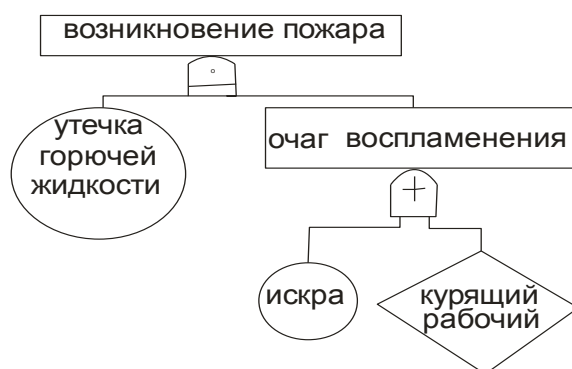 возникновение пожара
утечка
горючей
жидкости
очаг воспламенения
искра
курящий
рабочий